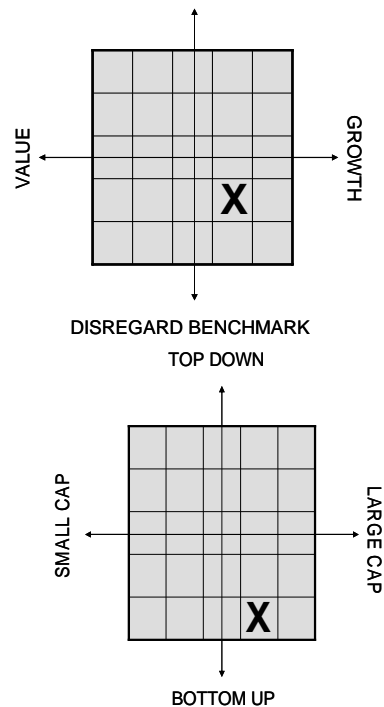 VALUE
GROWTH
X
DISREGARD BENCHMARK
TOP DOWN
SMALL CAP
LARGE CAP
X
BOTTOM UP